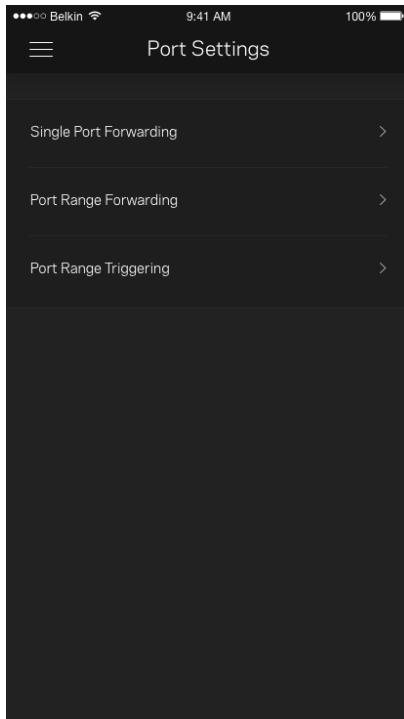 Belkin 9:41 AM 100%
Port Settings
Single Port Forwarding
Port Range Forwarding
Port Range Triggering